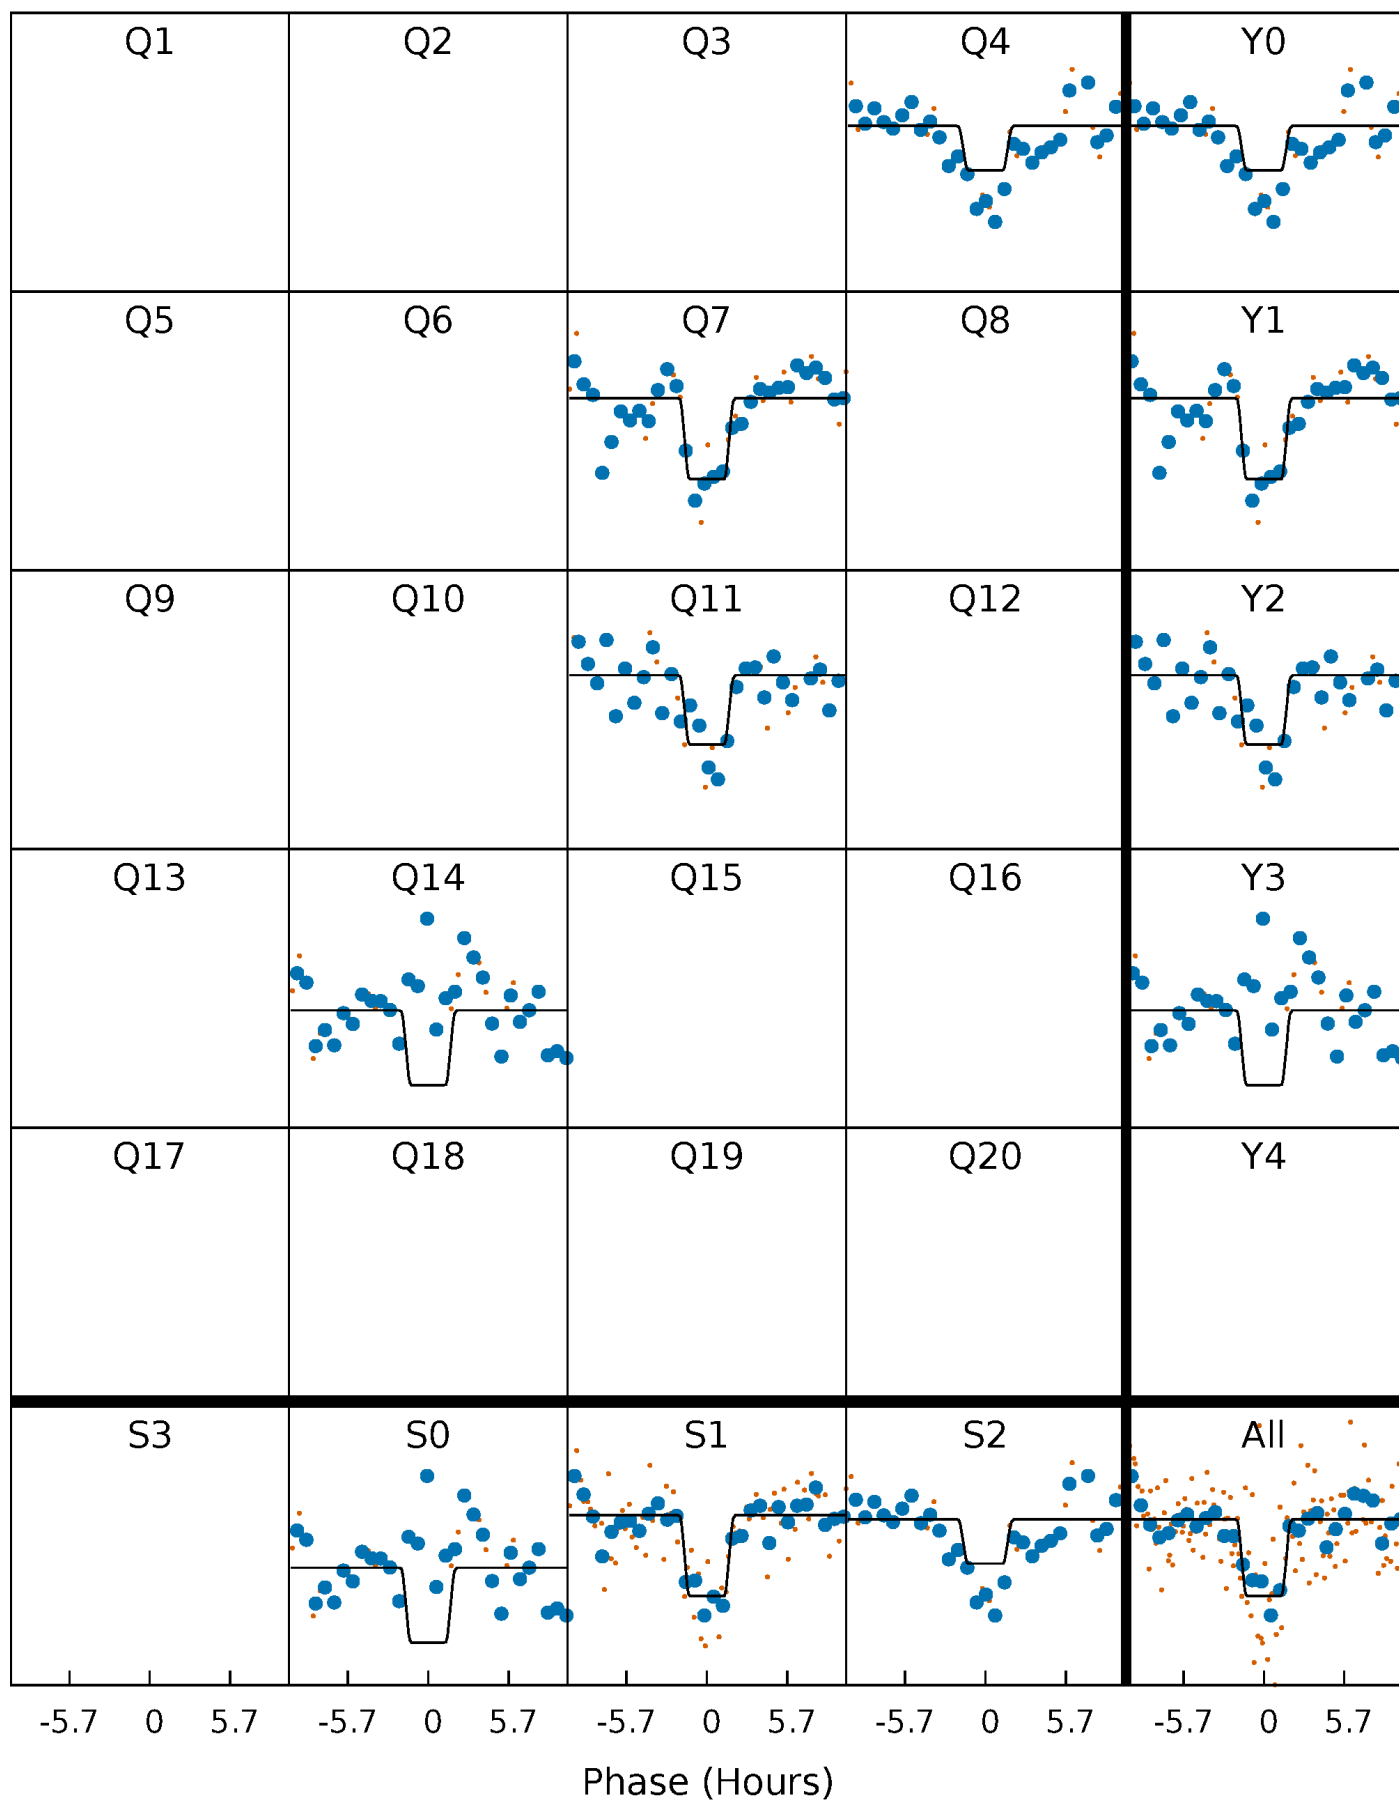 Q1 Q2 Q3 Q4 Y0
Q5 Q6 Q7 Q8 Y1
Q9 Q10 Q11 Q12 Y2
Q13 Q14 Q15 Q16 Y3
Q17 Q18 Q19 Q20 Y4
S3 S0 S1 S2 All
-5.7 0 5.7 -5.7 0 5.7 -5.7 0 5.7 -5.7 0 5.7 -5.7 0 5.7
Phase (Hours)